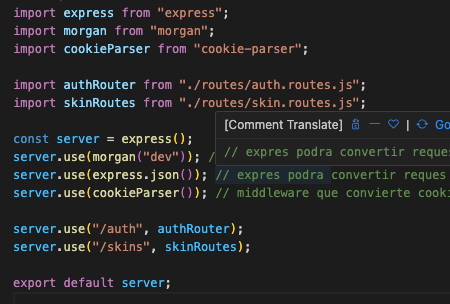 import express from "express";
import morgan from "morgan";
import cookieParser from "cookie-parser";
import authRouter from "./routes/auth.routes.js";
import skinRoutes from "./routes/skin.routes.js";
[Comment Translate] | Go
const server = express();
server.use(morgan("dev")); /
// expres podra convertir reques
server.use(express.json()); // expres podra convertir reques
server.use(cookieParser()); // middleware que convierte cooki
server.use("/auth", authRouter);
server.use("/skins", skinRoutes);
export default server;